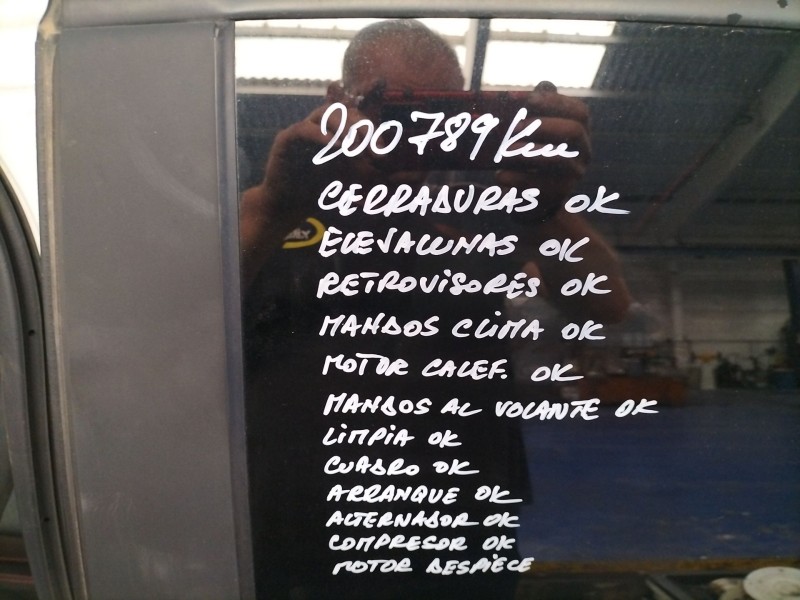 200789 Km
CERRADURAS OK
ELEVALUNAS OK
RETROVISORES OK
MANDOS CLIMA OK
MOTOR CALEF. OK
MANDOS AL VOLANTE OK
LIMPIA OK
CUADRO OK
ARRANQUE OK
ALTERNADOR OK
COMPRESOR OK
MOTOR DESPIECE